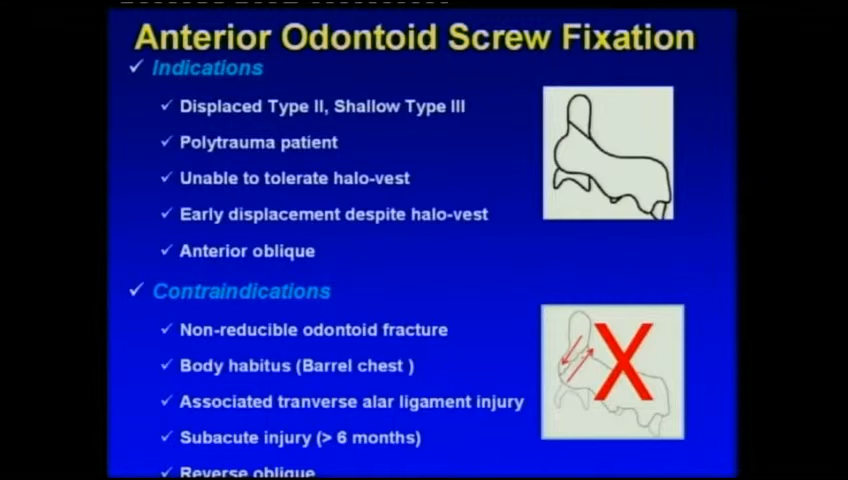 Anterior Odontoid Screw Fixation
Indications
Displaced Type II, Shallow Type III
Polytrauma patient
Unable to tolerate halo-vest
Early displacement despite halo-vest
Anterior oblique
Contraindications
Non-reducible odontoid fracture
Body habitus (Barrel chest )
Associated tranverse alar ligament injury
Subacute injury (> 6 months)
Reverse oblique
X